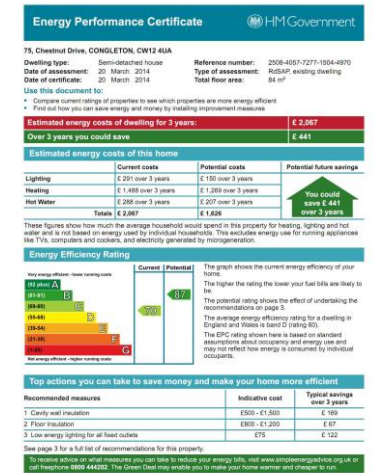 Energy Performance Certificate
HM Government
75, Chestnut Drive, CONGLETON, CW12 4UA
Dwelling type: Semi-detached house
Reference number: 2508-4057-7277-1504-4970
Date of assessment: 20 March 2014
Type of assessment: RdSAP, existing dwelling
Date of certificate: 20 March 2014
Total floor area: 84 m²
Use this document to:
• Compare current ratings of properties to see which properties are more energy efficient
• Find out how you can save energy and money by installing improvement measures
Estimated energy costs of dwelling for 3 years: £ 2,067
Over 3 years you could save £ 441
Estimated energy costs of this home
Current costs Potential costs Potential future savings
Lighting £ 291 over 3 years £ 150 over 3 years
Heating £ 1,488 over 3 years £ 1,269 over 3 years
Hot Water £ 288 over 3 years £ 207 over 3 years
Totals £ 2,067 £ 1,626
You could
save £ 441
over 3 years
These figures show how much the average household would spend in this property for heating, lighting and hot
water and is not based on energy used by individual households. This excludes energy use for running appliances
like TVs, computers and cookers, and electricity generated by microgeneration.
Energy Efficiency Rating
Current Potential
Very energy efficient - lower running costs
(92 plus) A
(81-91) B
(69-80) C
(55-68) D
(39-54) E
(21-38) F
(1-20) G
Not energy efficient - higher running costs
70
87
The graph shows the current energy efficiency of your
home.
The higher the rating the lower your fuel bills are likely to
be.
The potential rating shows the effect of undertaking the
recommendations on page 3.
The average energy efficiency rating for a dwelling in
England and Wales is band D (rating 60).
The EPC rating shown here is based on standard
assumptions about occupancy and energy use and
may not reflect how energy is consumed by individual
occupants.
Top actions you can take to save money and make your home more efficient
Recommended measures Indicative cost Typical savings
over 3 years
1 Cavity wall insulation £500 - £1,500 £ 169
2 Floor Insulation £800 - £1,200 £ 67
3 Low energy lighting for all fixed outlets £75 £ 122
See page 3 for a full list of recommendations for this property.
To receive advice on what measures you can take to reduce your energy bills, visit www.simpleenergyadvice.org.uk or
call freephone 0800 444202. The Green Deal may enable you to make your home warmer and cheaper to run.